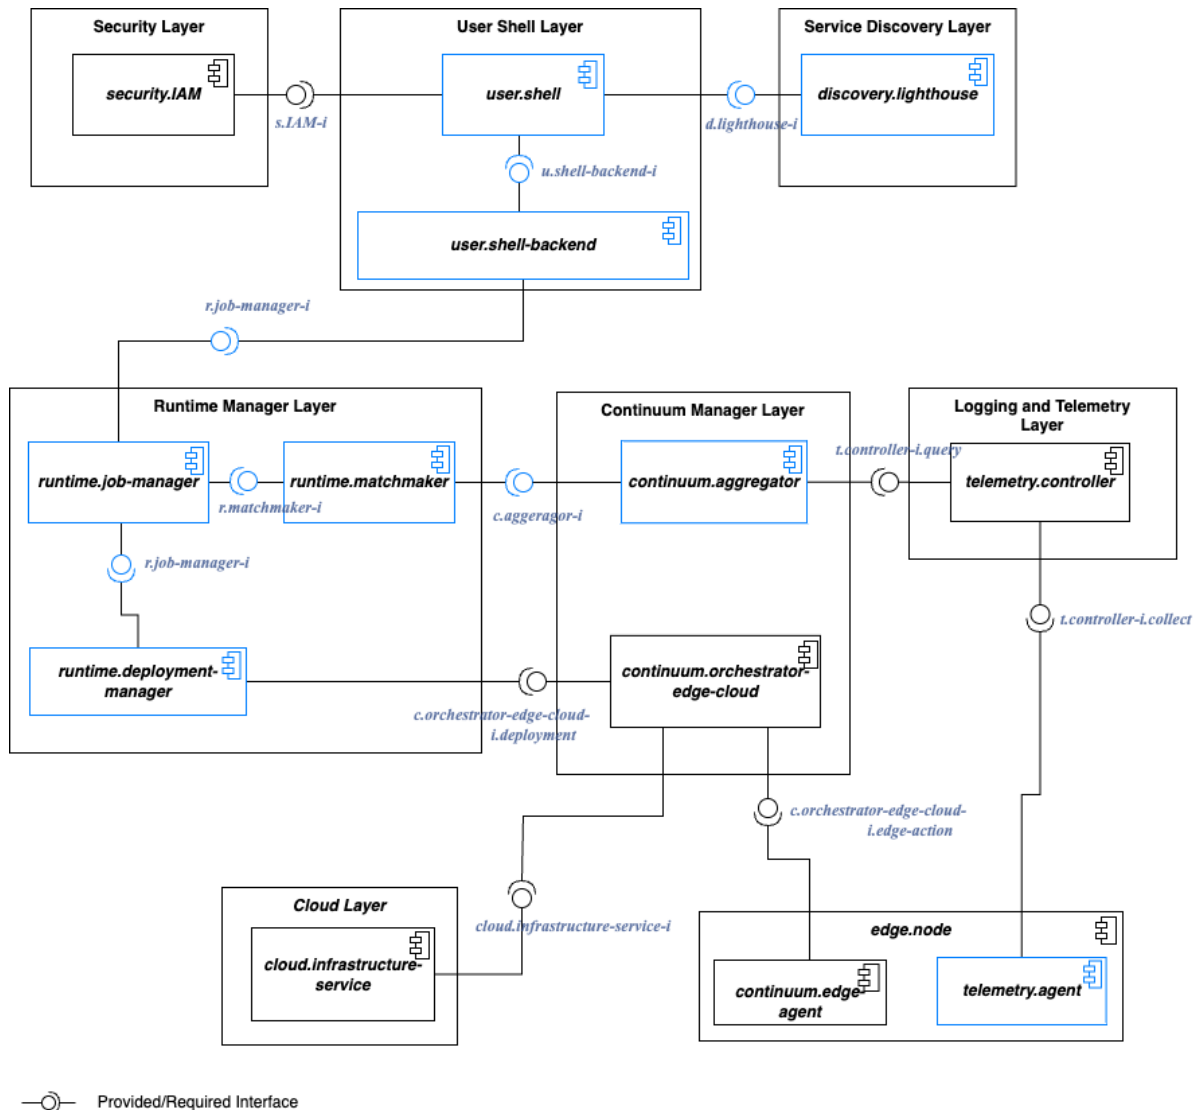 Security Layer
User Shell Layer
Service Discovery Layer
security.IAM
user.shell
discovery.lighthouse
s.IAM-i
d.lighthouse-i
u.shell-backend-i
user.shell-backend
r.job-manager-i
Runtime Manager Layer
Continuum Manager Layer
Logging and Telemetry
Layer
t.controller-i.query
runtime.job-manager
runtime.matchmaker
continuum.aggregator
telemetry.controller
r.matchmaker-i
c.aggeragor-i
r.job-manager-i
t.controller-i.collect
runtime.deployment-
manager
continuum.orchestrator-
edge-cloud
c.orchestrator-edge-cloud-
i.deployment
c.orchestrator-edge-cloud-
i.edge-action
Cloud Layer
cloud.infrastructure-service-i
edge.node
cloud.infrastructure-
service
continuum.edge-
agent
telemetry.agent
Provided/Required Interface